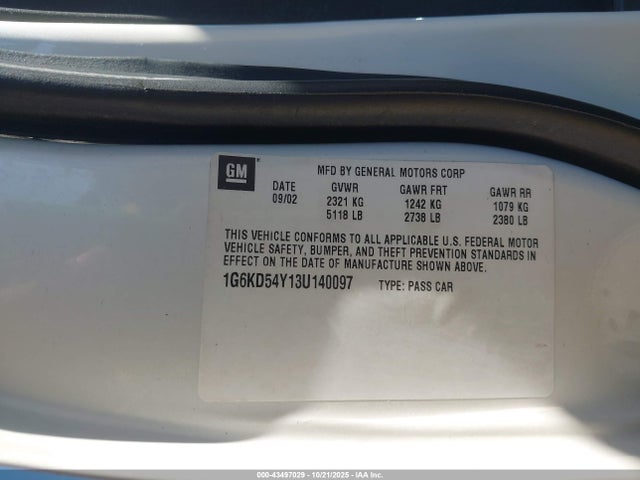 GM
MFD BY GENERAL MOTORS CORP
DATE GVWR GAWR FRT GAWR RR
09/02 2321 KG 1242 KG 1079 KG
5118 LB 2738 LB 2380 LB
THIS VEHICLE CONFORMS TO ALL APPLICABLE U.S. FEDERAL MOTOR
VEHICLE SAFETY, BUMPER, AND THEFT PREVENTION STANDARDS IN
EFFECT ON THE DATE OF MANUFACTURE SHOWN ABOVE.
1G6KD54Y13U140097 TYPE: PASS CAR
000-43497029 - 10/21/2025 - IAA Inc.